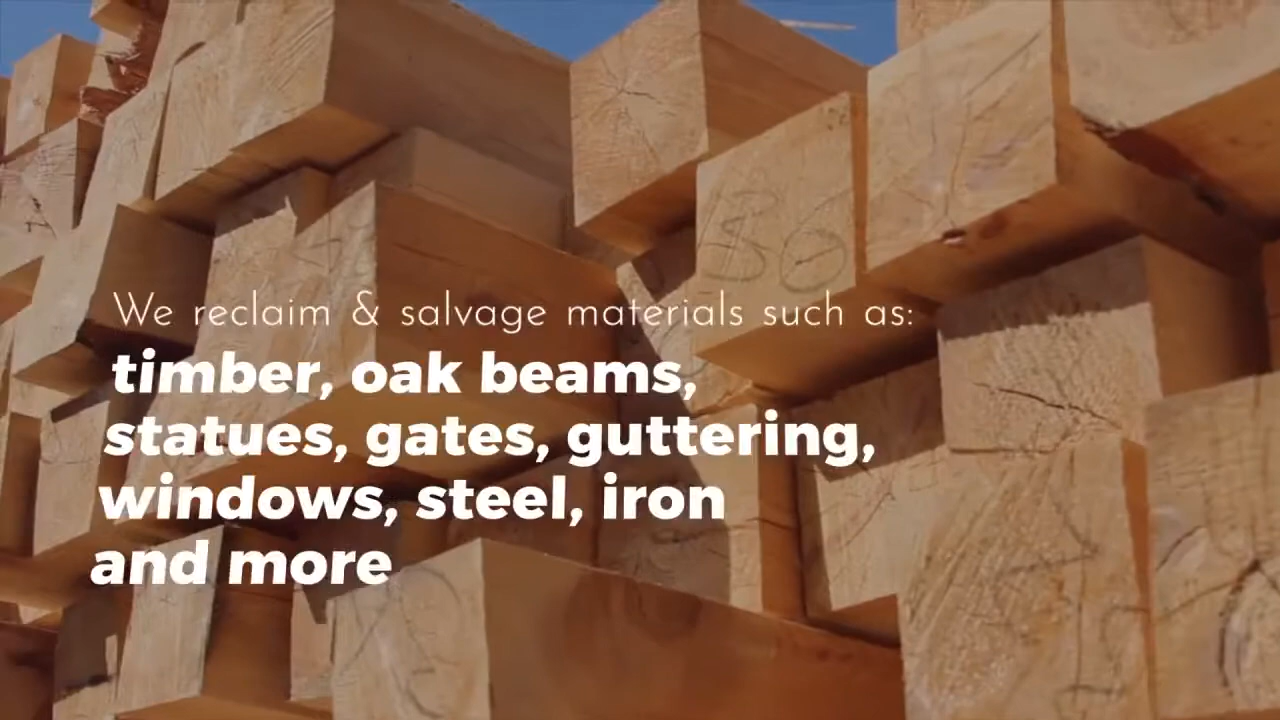 We reclaim & salvage materials such as:
timber, oak beams,
statues, gates, guttering,
windows, steel, iron
and more